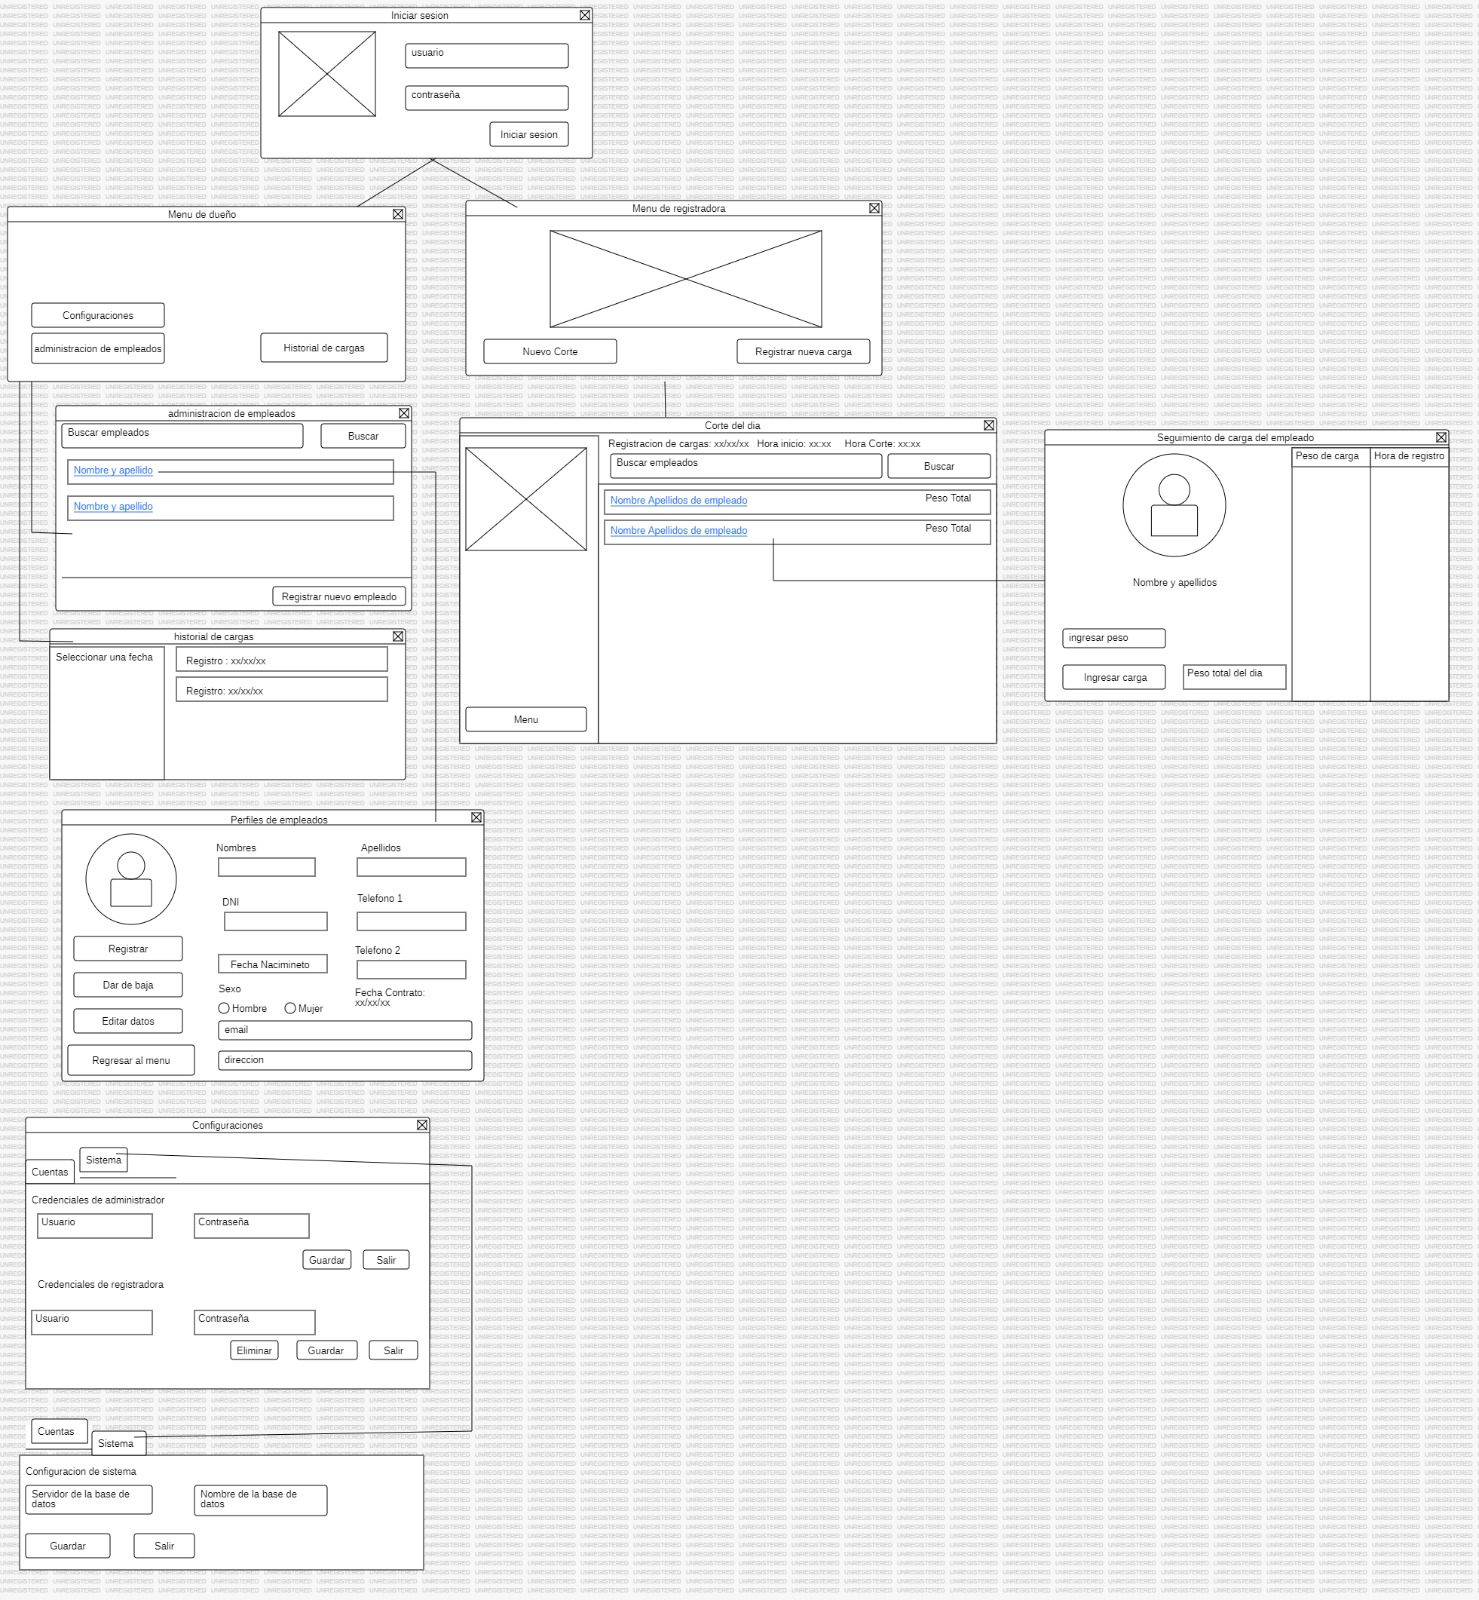 Iniciar sesion
usuario
contraseña
Iniciar sesion
Menu de dueño
Configuraciones
administracion de empleados
Historial de cargas
Menu de registradora
Nuevo Corte
Registrar nueva carga
administracion de empleados
Buscar empleados
Buscar
Nombre y apellido
Nombre y apellido
Registrar nuevo empleado
historial de cargas
Seleccionar una fecha
Registro : xx/xx/xx
Registro: xx/xx/xx
Corte del dia
Registracion de cargas: xx/xx/xx Hora inicio: xx:xx Hora Corte: xx:xx
Buscar empleados
Buscar
Nombre Apellidos de empleado
Peso Total
Nombre Apellidos de empleado
Peso Total
Menu
Seguimiento de carga del empleado
Peso de carga
Hora de registro
Nombre y apellidos
ingresar peso
Ingresar carga
Peso total del dia
Perfiles de empleados
Nombres
Apellidos
DNI
Telefono 1
Fecha Nacimineto
Telefono 2
Sexo
Hombre
Mujer
Fecha Contrato:
xx/xx/xx
email
direccion
Registrar
Dar de baja
Editar datos
Regresar al menu
Configuraciones
Cuentas
Sistema
Credenciales de administrador
Usuario
Contraseña
Guardar
Salir
Credenciales de registradora
Usuario
Contraseña
Eliminar
Guardar
Salir
Cuentas
Sistema
Configuracion de sistema
Servidor de la base de
datos
Nombre de la base de
datos
Guardar
Salir
UNREGISTERED